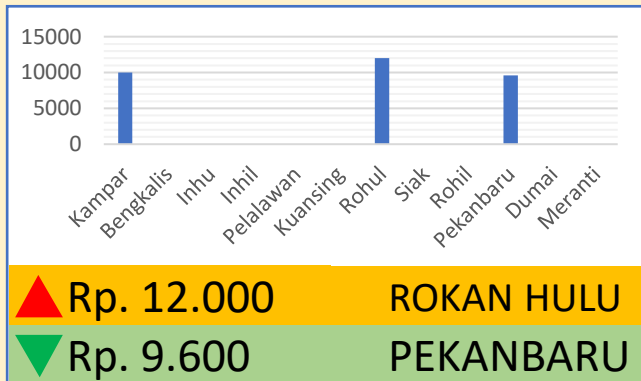 15000
10000
5000
0
Kampar
Bengkalis
Inhu
Inhil
Pelalawan
Kuansing
Rohul
Siak
Rohil
Pekanbaru
Dumai
Meranti
Rp. 12.000 ROKAN HULU
Rp. 9.600 PEKANBARU